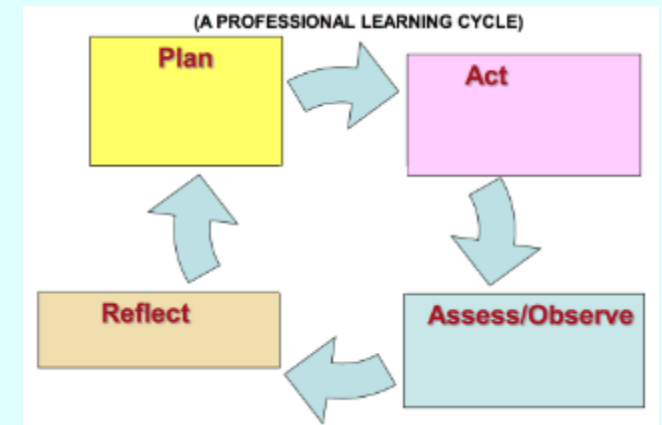 (A PROFESSIONAL LEARNING CYCLE)
Plan
Act
Reflect
Assess/Observe